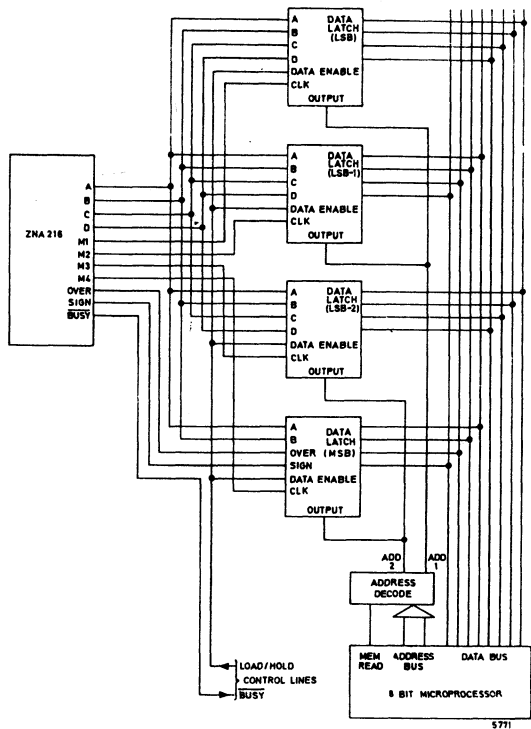 A DATA
B LATCH
C (LSB)
D
DATA ENABLE
CLK
OUTPUT
A DATA
B LATCH
C (LSB-1)
D
DATA ENABLE
CLK
OUTPUT
ZNA 216
A
B
C
D
M1
M2
M3
M4
OVER
SIGN
BUSY
A DATA
B LATCH
C (LSB-2)
D
DATA ENABLE
CLK
OUTPUT
A DATA
B LATCH
OVER (MSB)
SIGN
DATA ENABLE
CLK
OUTPUT
ADD 2
ADD 1
ADDRESS
DECODE
MEM READ
ADDRESS BUS
DATA BUS
8 BIT MICROPROCESSOR
LOAD/HOLD
CONTROL LINES
BUSY
5771